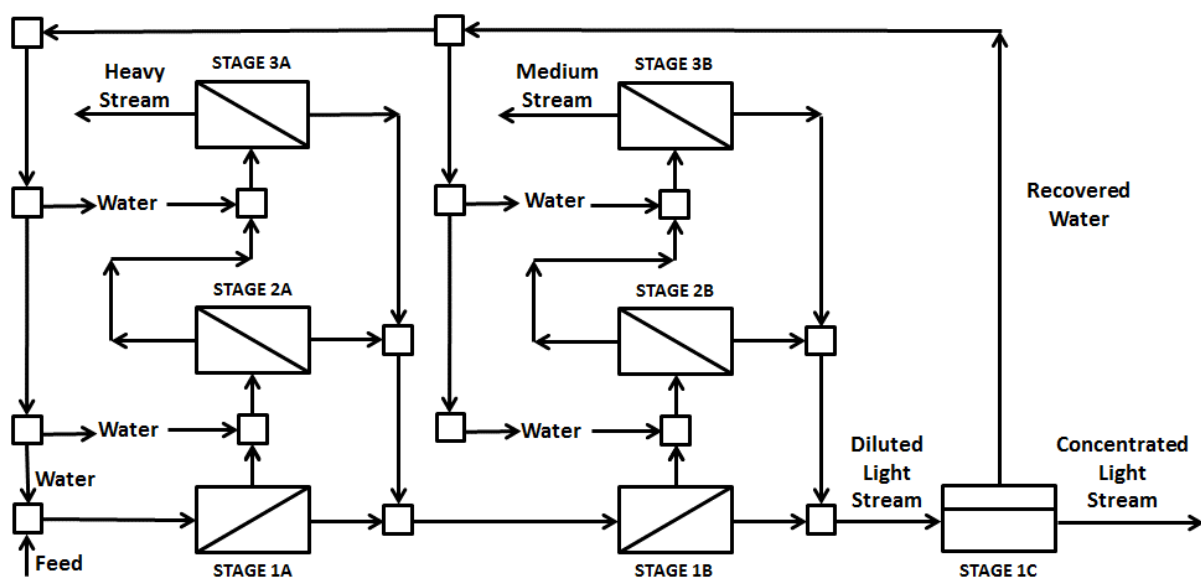 STAGE 3A
STAGE 3B
Heavy
Stream
Medium
Stream
Water
Water
Recovered
Water
STAGE 2A
STAGE 2B
Water
Water
Diluted
Light
Stream
Concentrated
Light
Stream
Water
Feed
STAGE 1A
STAGE 1B
STAGE 1C